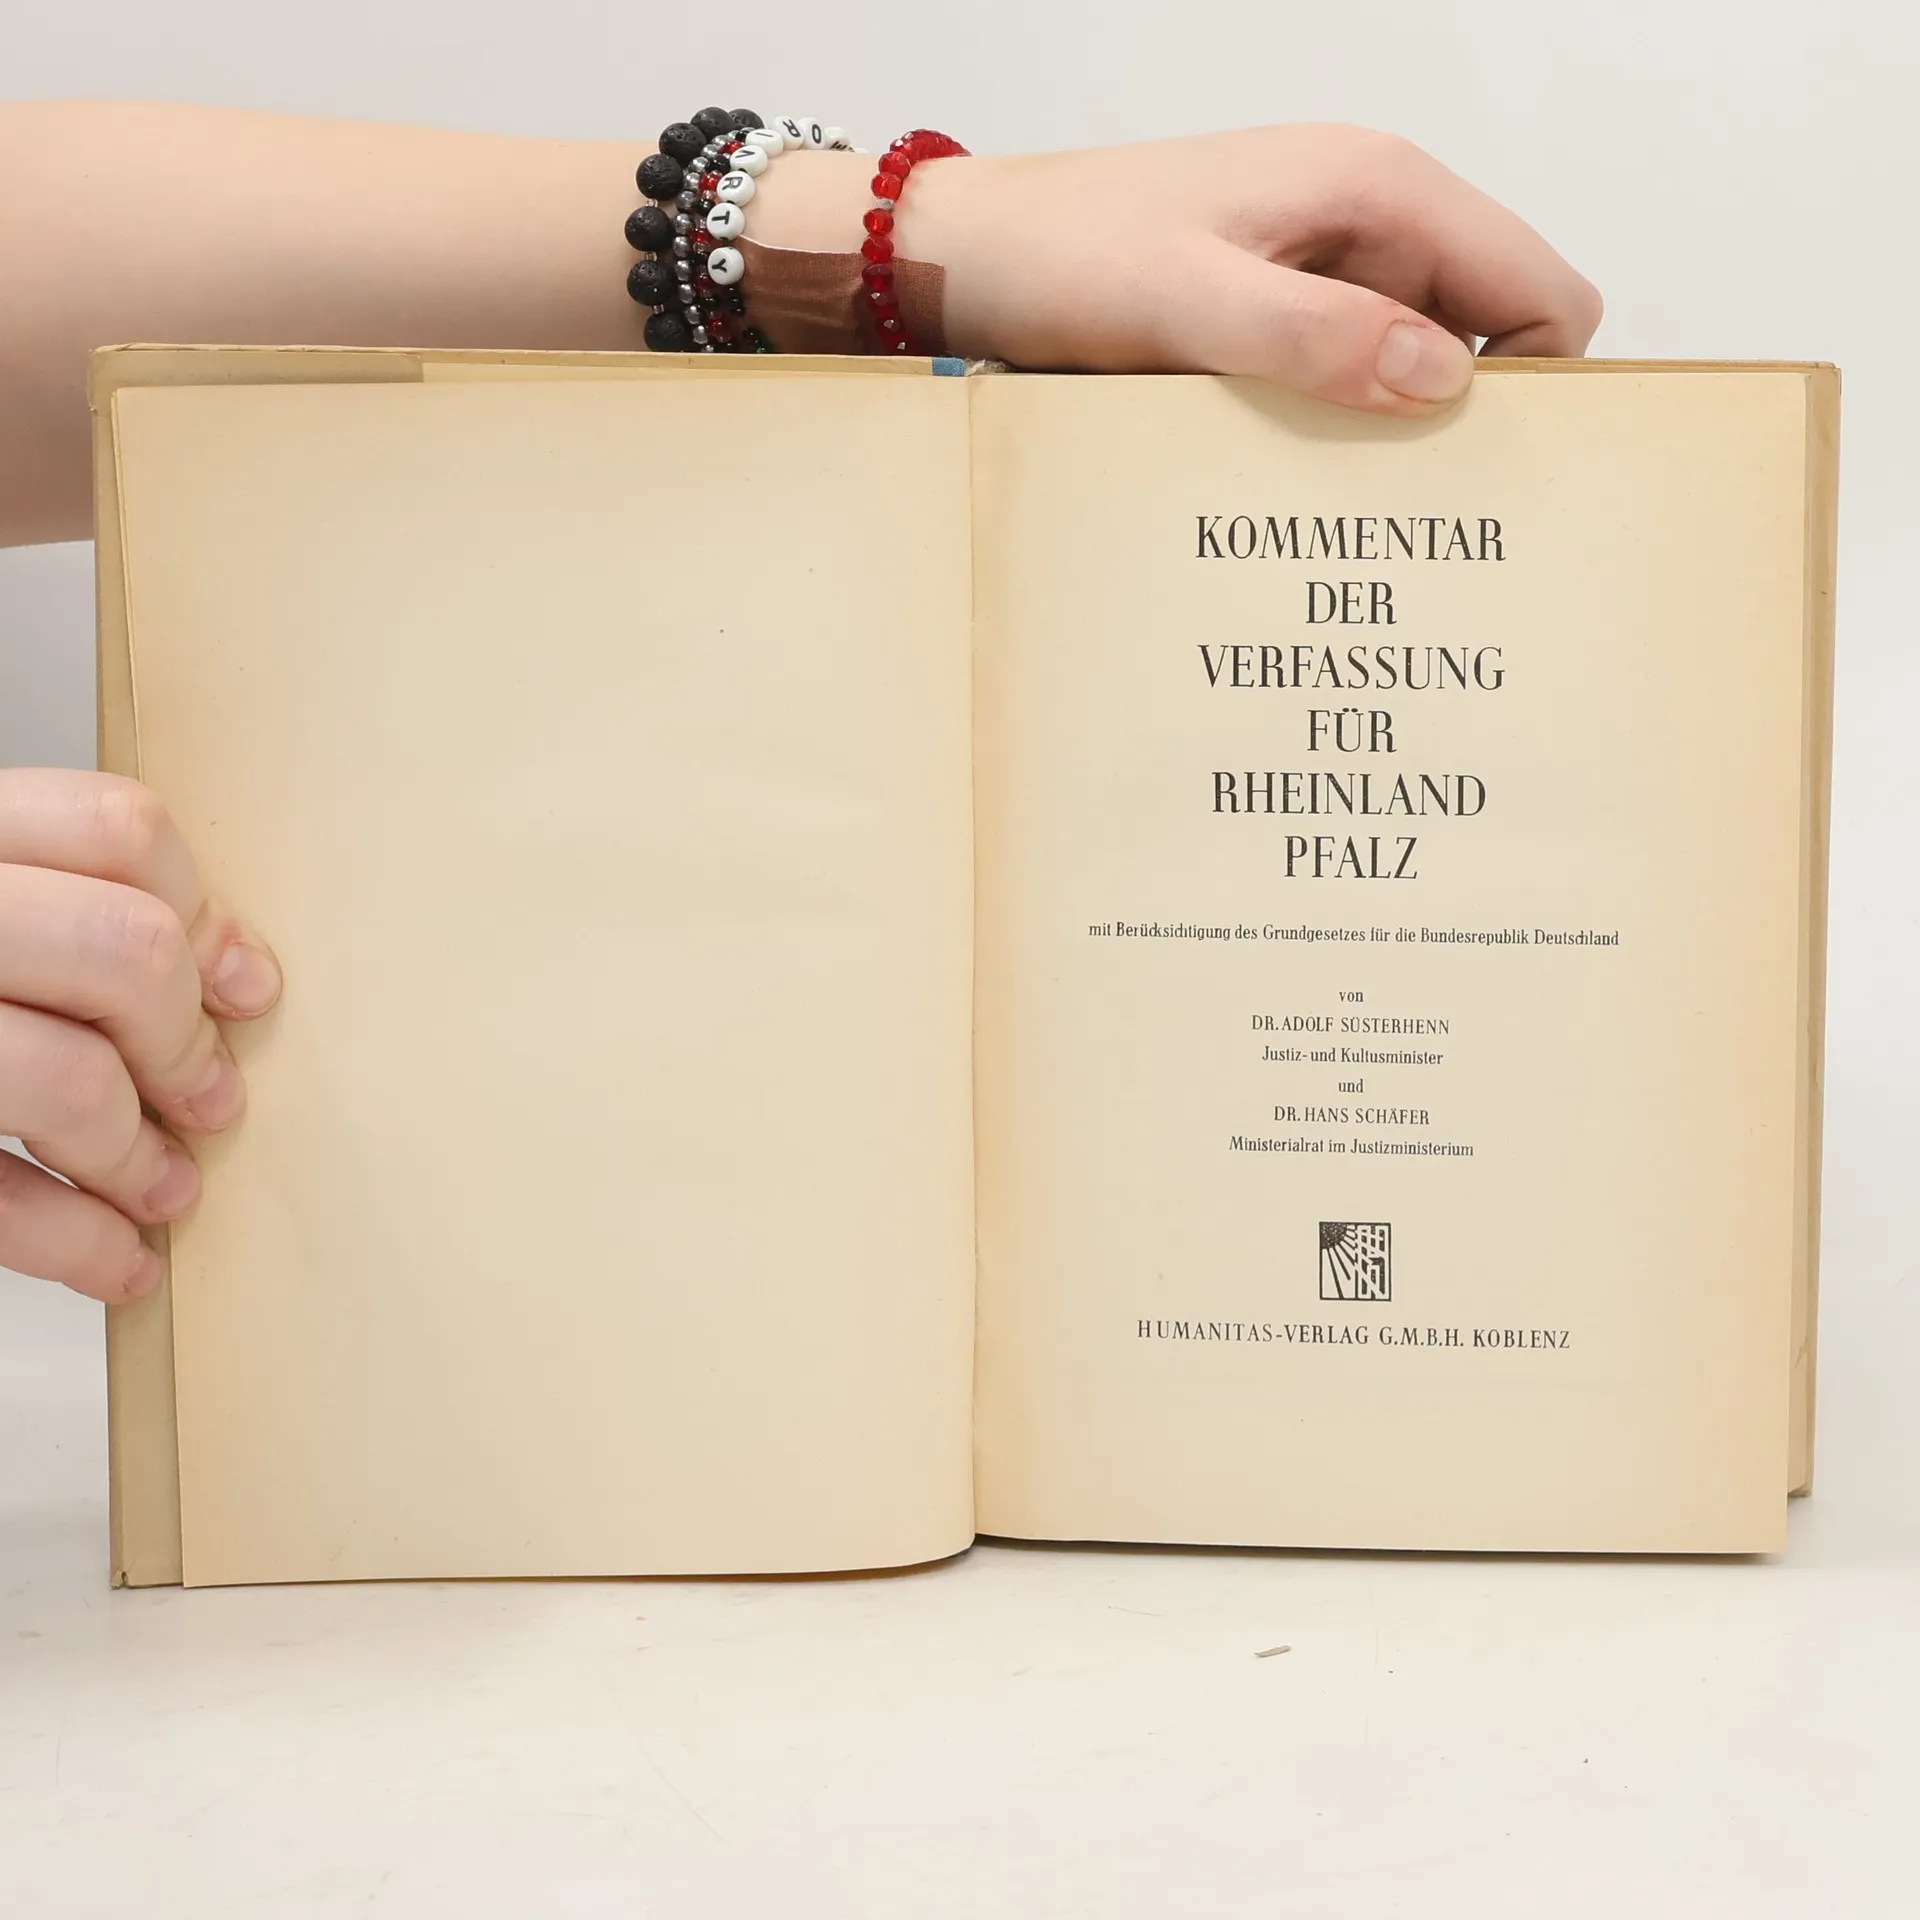 KOMMENTAR
DER
VERFASSUNG
FÜR
RHEINLAND
PFALZ
mit Berücksichtigung des Grundgesetzes für die Bundesrepublik Deutschland
von
DR. ADOLF SÜSTERHENN
Justiz- und Kultusminister
und
DR. HANS SCHÄFER
Ministerialrat im Justizministerium
HUMANITAS-VERLAG G.M.B.H. KOBLENZ